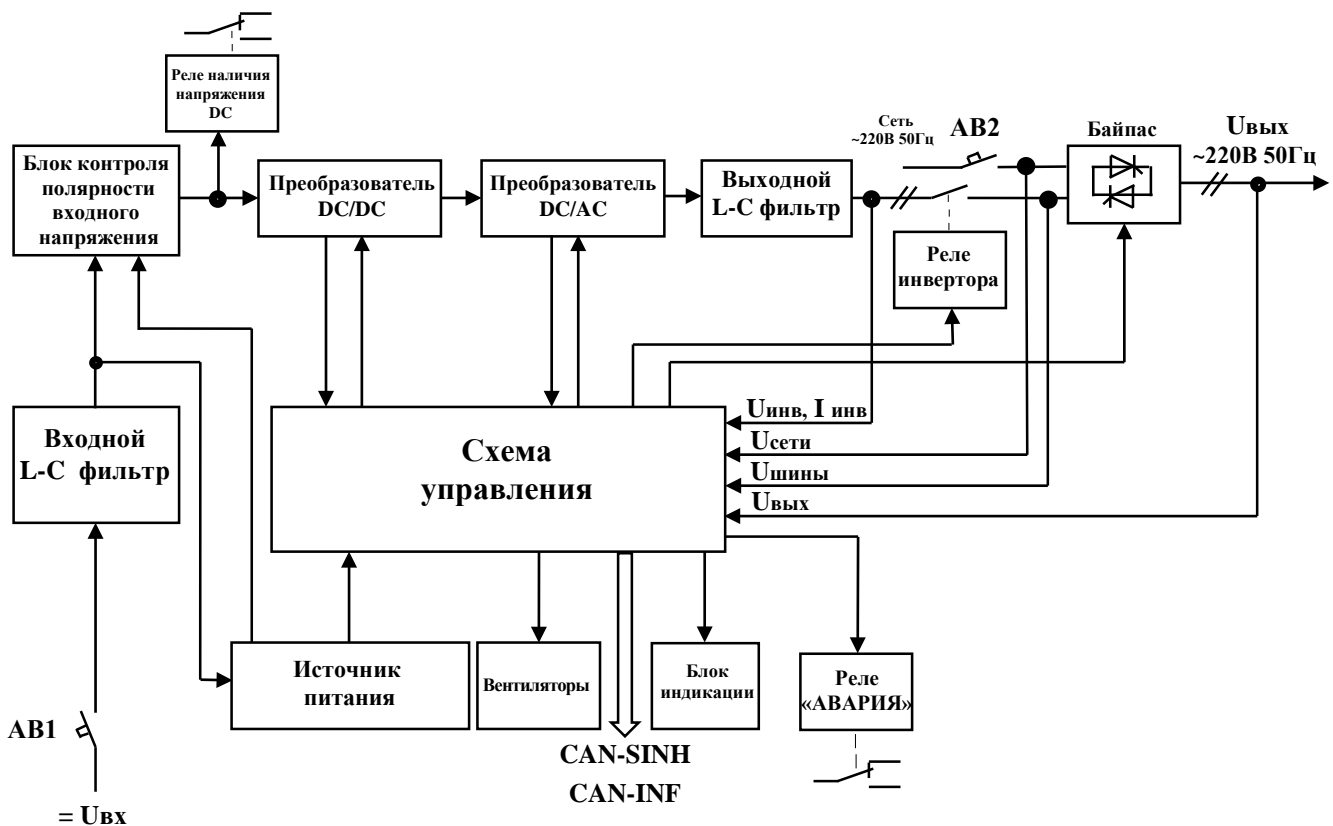 Реле наличия
напряжения
DC
Блок контроля
полярности
входного
напряжения
Преобразователь
DC/DC
Преобразователь
DC/AC
Выходной
L-C фильтр
Сеть
~220В 50Гц
АВ2
Байпас
Uвых
~220В 50Гц
Реле
инвертора
Входной
L-C фильтр
Схема
управления
Uинв, I инв
Uсети
Uшины
Uвых
Источник
питания
Вентиляторы
Блок
индикации
Реле
«АВАРИЯ»
АВ1
CAN-SINH
CAN-INF
= Uвх